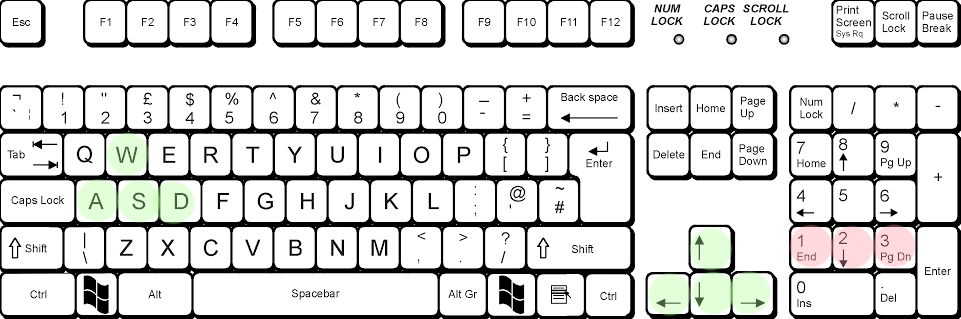 Esc F1 F2 F3 F4 F5 F6 F7 F8 F9 F10 F11 F12 NUM LOCK CAPS LOCK SCROLL LOCK Print Screen Sys Rq Scroll Lock Pause Break
¬ ` ¦ ! 1 " 2 £ 3 $ 4 % 5 ^ 6 & 7 * 8 ( 9 ) 0 _ - + = Back space Insert Home Page Up Num Lock / * -
Tab Q W E R T Y U I O P { [ } ] Enter Delete End Page Down 7 Home 8 9 Pg Up +
Caps Lock A S D F G H J K L : ; @ ' ~ # 4 5 6
Shift | \ Z X C V B N M < , > . ? / Shift 1 End 2 3 Pg Dn Enter
Ctrl Alt Spacebar Alt Gr Ctrl 0 Ins . Del